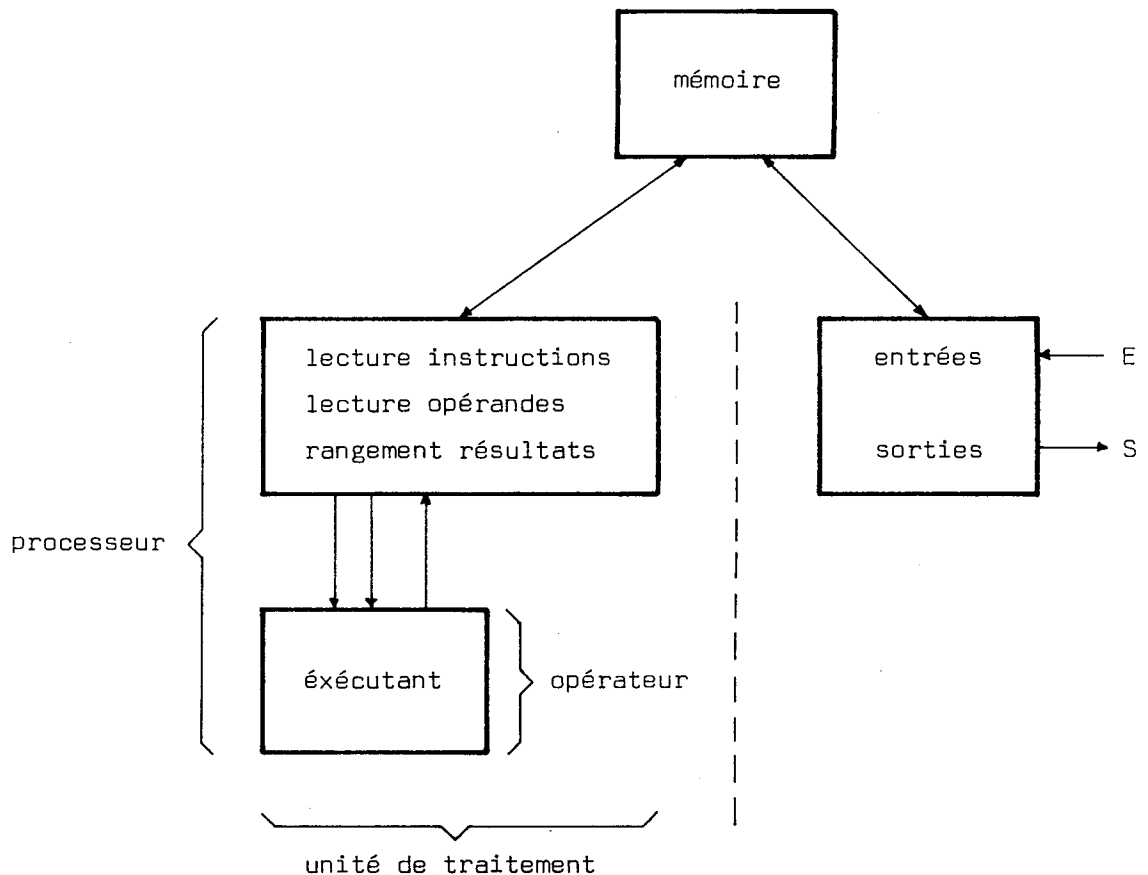 mémoire
lecture instructions
lecture opérandes
rangement résultats
entrées
E
sorties
S
processeur
éxécutant
opérateur
unité de traitement